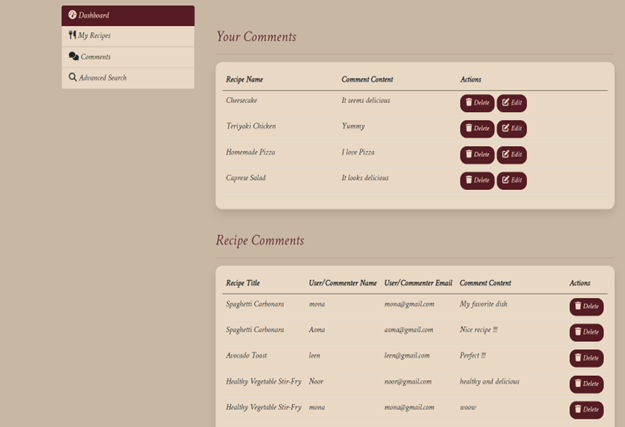 Dashboard
My Recipes
Comments
Advanced Search
Your Comments
Recipe Name Comment Content Actions
Cheesecake It seems delicious Delete Edit
Teriyaki Chicken Yummy Delete Edit
Homemade Pizza I love Pizza Delete Edit
Caprese Salad It looks delicious Delete Edit
Recipe Comments
Recipe Title User/Commenter Name User/Commenter Email Comment Content Actions
Spaghetti Carbonara mona mona@gmail.com My favorite dish Delete
Spaghetti Carbonara Asma asma@gmail.com Nice recipe !!! Delete
Avocado Toast leen leen@gmail.com Perfect !!! Delete
Healthy Vegetable Stir-Fry Noor noor@gmail.com healthy and delicious Delete
Healthy Vegetable Stir-Fry mona mona@gmail.com woow Delete